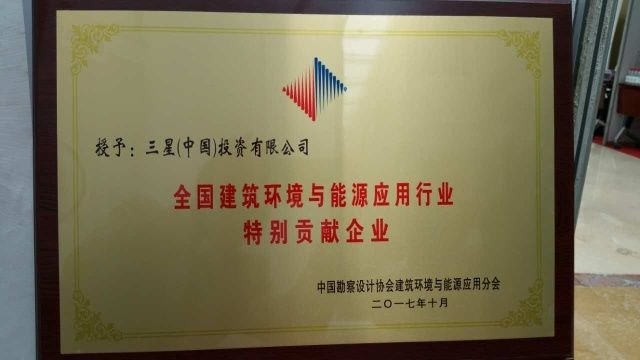 授予：三星(中国)投资有限公司
全国建筑环境与能源应用行业
特别贡献企业
中国勘察设计协会建筑环境与能源应用分会
二〇一七年十月